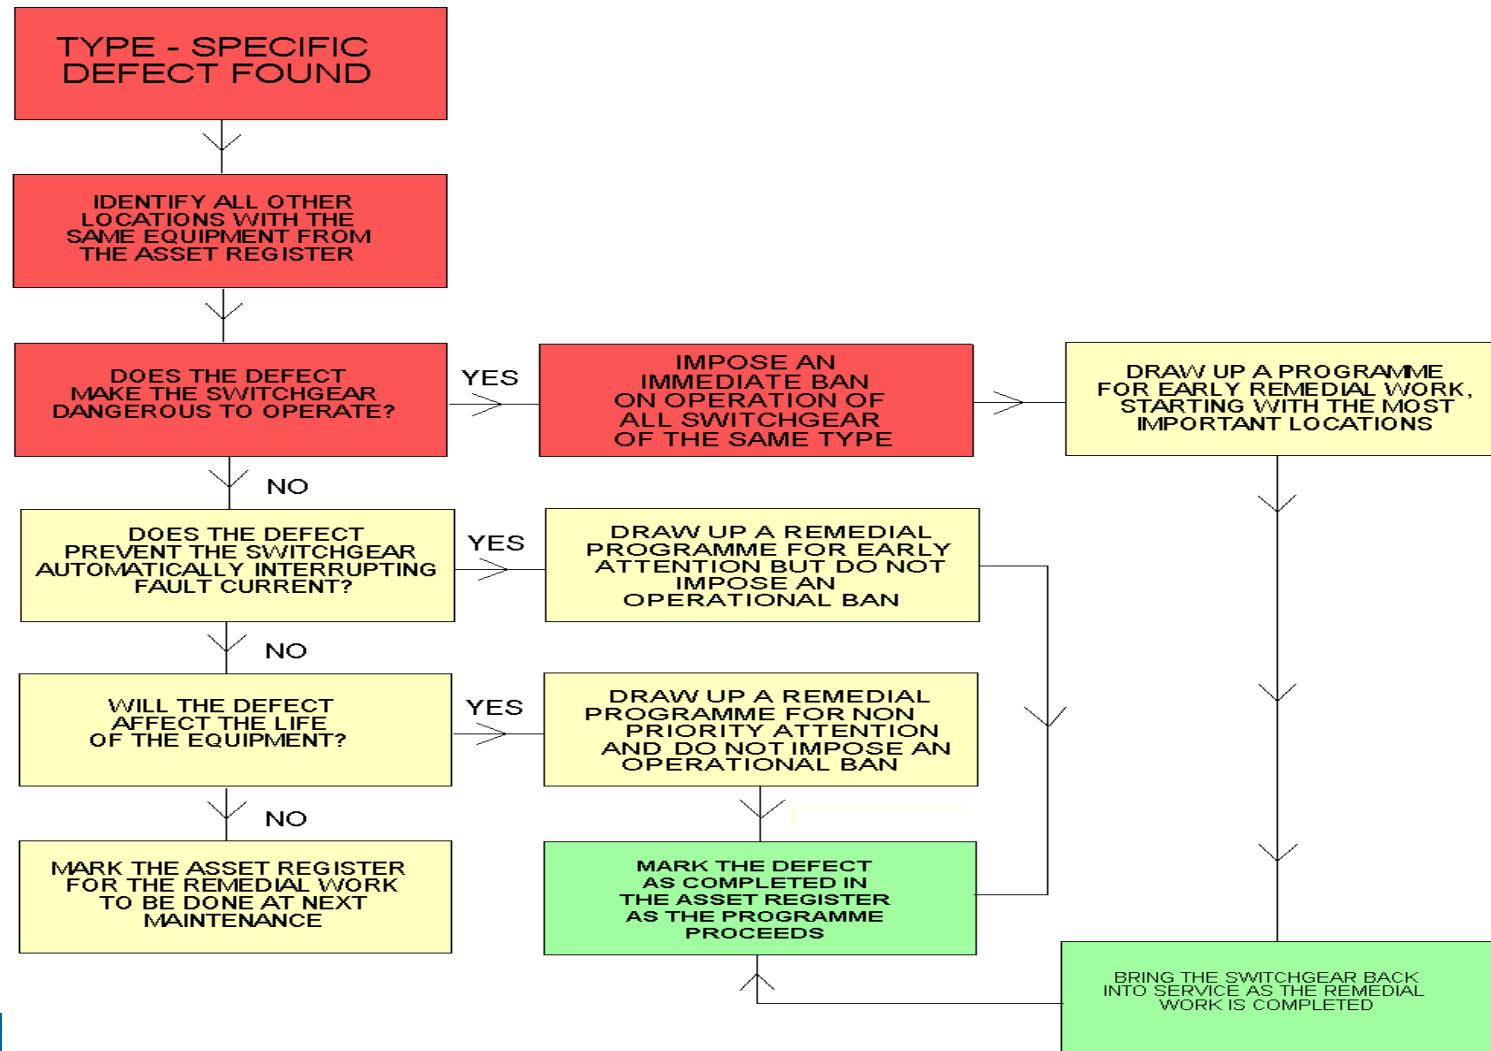 TYPE - SPECIFIC
DEFECT FOUND
IDENTIFY ALL OTHER
LOCATIONS WITH THE
SAME EQUIPMENT FROM
THE ASSET REGISTER
DOES THE DEFECT
MAKE THE SWITCHGEAR
DANGEROUS TO OPERATE?
YES
IMPOSE AN
IMMEDIATE BAN
ON OPERATION OF
ALL SWITCHGEAR
OF THE SAME TYPE
DRAW UP A PROGRAMME
FOR EARLY REMEDIAL WORK,
STARTING WITH THE MOST
IMPORTANT LOCATIONS
NO
DOES THE DEFECT
PREVENT THE SWITCHGEAR
AUTOMATICALLY INTERRUPTING
FAULT CURRENT?
YES
DRAW UP A REMEDIAL
PROGRAMME FOR EARLY
ATTENTION BUT DO NOT
IMPOSE AN
OPERATIONAL BAN
NO
WILL THE DEFECT
AFFECT THE LIFE
OF THE EQUIPMENT?
YES
DRAW UP A REMEDIAL
PROGRAMME FOR NON
PRIORITY ATTENTION
AND DO NOT IMPOSE AN
OPERATIONAL BAN
NO
MARK THE ASSET REGISTER
FOR THE REMEDIAL WORK
TO BE DONE AT NEXT
MAINTENANCE
MARK THE DEFECT
AS COMPLETED IN
THE ASSET REGISTER
AS THE PROGRAMME
PROCEEDS
BRING THE SWITCHGEAR BACK
INTO SERVICE AS THE REMEDIAL
WORK IS COMPLETED